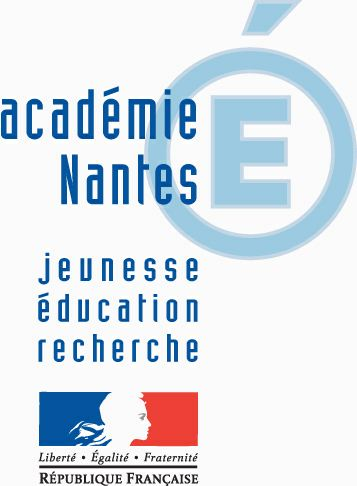 académie
Nantes
É
jeunesse
éducation
recherche
Liberté • Égalité • Fraternité
RÉPUBLIQUE FRANÇAISE